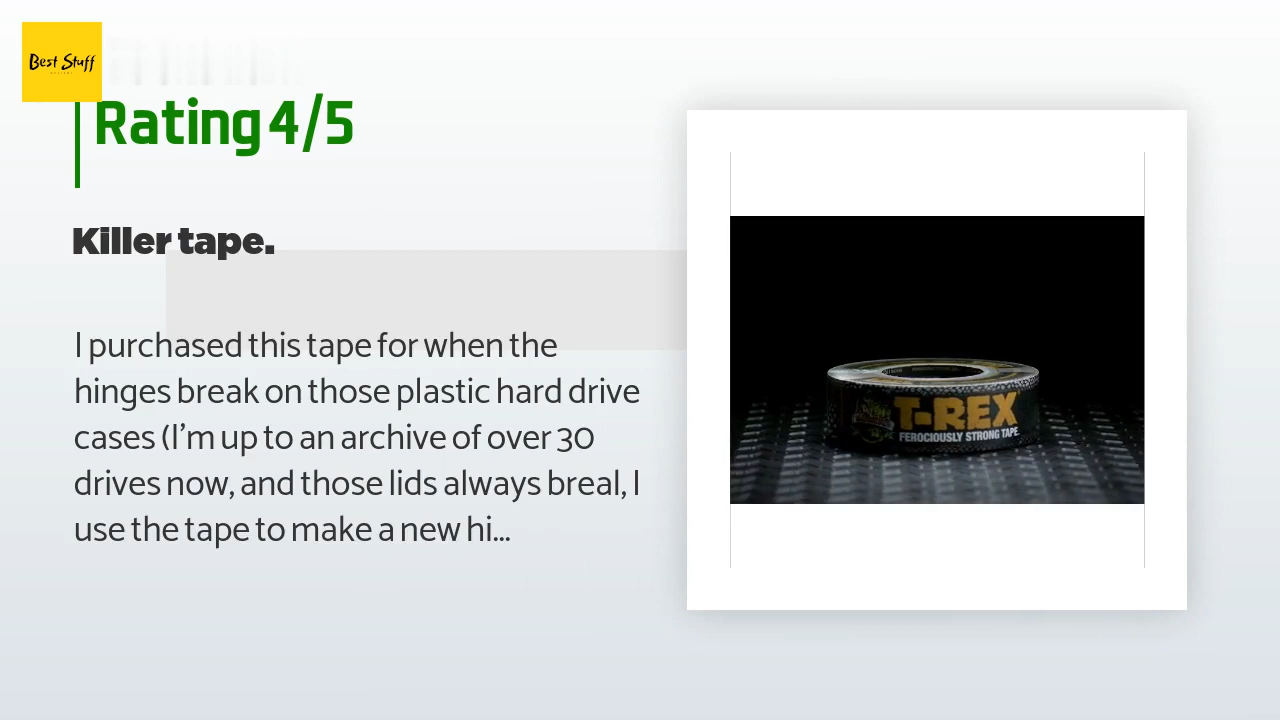 Best Stuff
Rating 4/5
Killer tape.
I purchased this tape for when the
hinges break on those plastic hard drive
cases (I'm up to an archive of over 30
drives now, and those lids always breal, I
use the tape to make a new hi...
T-REX
FEROCIOUSLY STRONG TAPE.